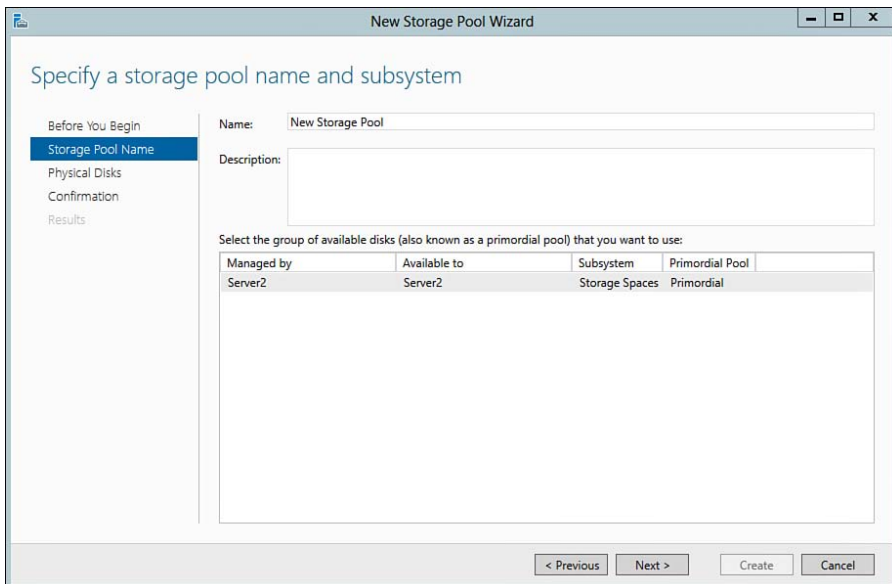 New Storage Pool Wizard
Specify a storage pool name and subsystem
Before You Begin
Storage Pool Name
Physical Disks
Confirmation
Results
Name: New Storage Pool
Description:
Select the group of available disks (also known as a primordial pool) that you want to use:
Managed by Available to Subsystem Primordial Pool
Server2 Server2 Storage Spaces Primordial
< Previous Next > Create Cancel